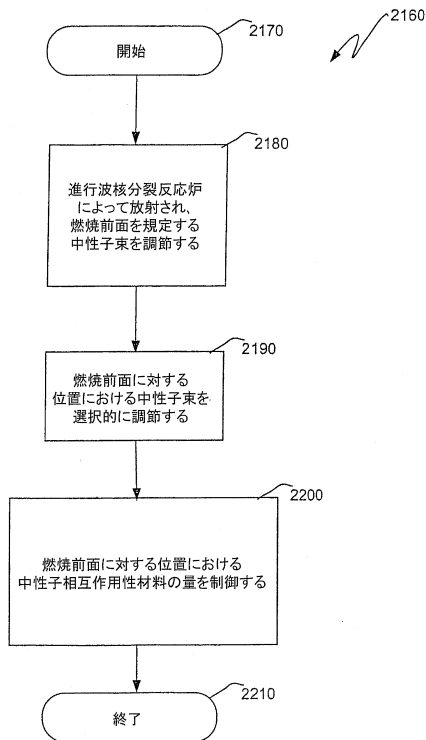 2160
2170
開始
2180
進行波核分裂反応炉
によって放射され、
燃焼前面を規定する
中性子束を調節する
2190
燃焼前面に対する
位置における中性子束を
選択的に調節する
2200
燃焼前面に対する位置における
中性子相互作用性材料の量を制御する
2210
終了